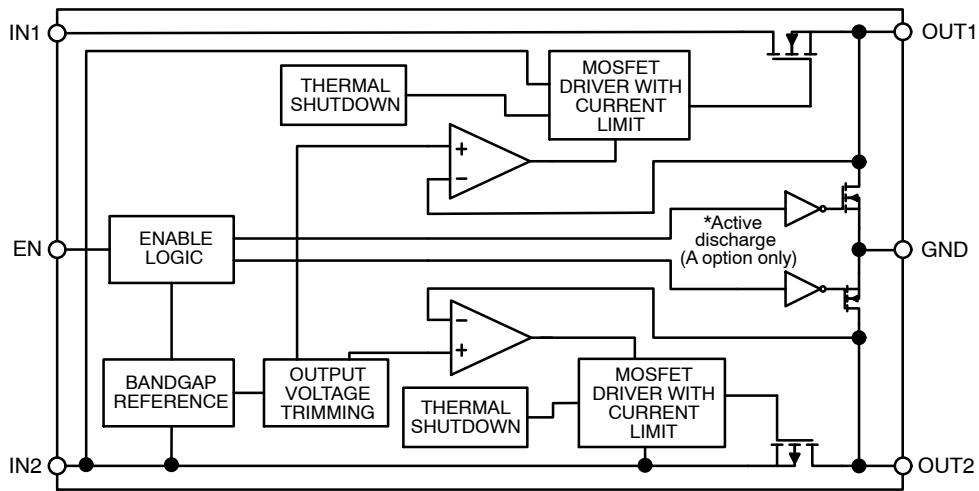 IN1
OUT1
THERMAL
SHUTDOWN
MOSFET
DRIVER WITH
CURRENT
LIMIT
+
−
EN
ENABLE
LOGIC
*Active
discharge
(A option only)
GND
−
+
BANDGAP
REFERENCE
OUTPUT
VOLTAGE
TRIMMING
THERMAL
SHUTDOWN
MOSFET
DRIVER WITH
CURRENT
LIMIT
IN2
OUT2